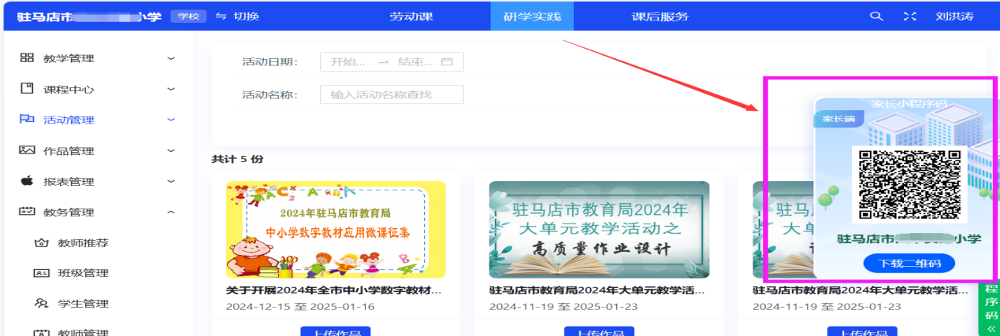 驻马店市 小学 学校 切换 劳动课 研学实践 课后服务 刘洪涛
教学管理
课程中心
活动管理
作品管理
报表管理
教务管理
教师推荐
班级管理
学生管理
教师管理
活动日期: 开始... → 结束...
活动名称: 输入活动名称查找
共计 5 份
2024年驻马店市教育局
中小学数字教材应用微课征集
关于开展2024年全市中小学数字教材...
2024-12-15 至 2025-01-16
上传作品
驻马店市教育局2024年
大单元教学活动之
高质量作业设计
驻马店市教育局2024年大单元教学活...
2024-11-19 至 2025-01-23
上传作品
驻马
大单
驻马店市教育局2024年大单元教学活...
2024-11-19 至 2025-01-23
上传作品
家长小程序码
家长端
驻马店市 小学
下载二维码
程
序
码